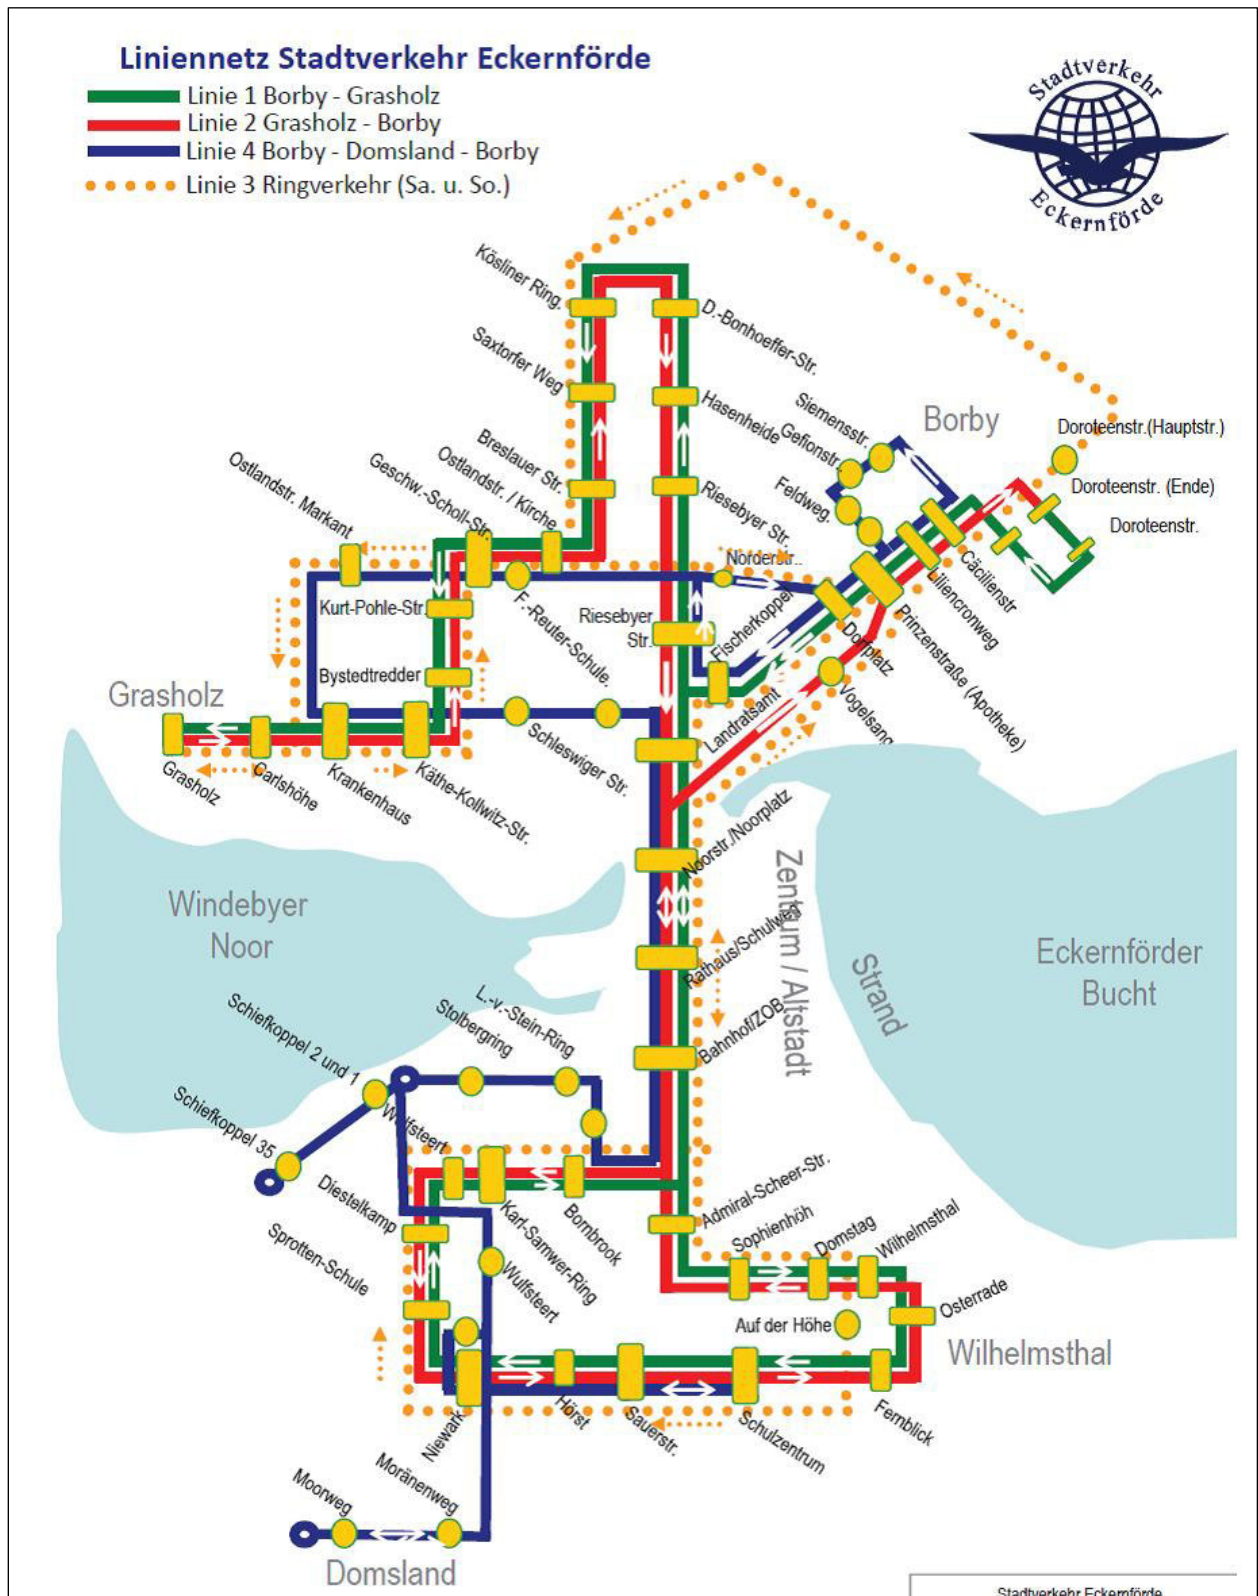 Liniennetz Stadtverkehr Eckernförde
Linie 1 Borby - Grasholz
Linie 2 Grasholz - Borby
Linie 4 Borby - Domsland - Borby
Linie 3 Ringverkehr (Sa. u. So.)
Stadtverkehr
Eckernförde
Kösliner Ring.
D.-Bonhoeffer-Str.
Saxtorfer Weg
Hasenheide
Siemensstr.
Gefionstr.
Feldweg.
Borby
Doroteenstr.(Hauptstr.)
Doroteenstr. (Ende)
Doroteenstr.
Breslauer Str.
Ostlandstr. / Kirche
Geschw.-Scholl-Str.
Ostlandstr. Markant
Riesebyer Str.
Norderstr..
Cäcilienstr
Liliencronweg
Prinzenstraße (Apotheke)
Dorfplatz
Kurt-Pohle-Str.
F.-Reuter-Schule.
Riesebyer
Str.
Fischerkoppel
Bystedtredder
Vogelsang
Landratsamt
Grasholz
Grasholz
Carlshöhe
Krankenhaus
Käthe-Kollwitz-Str.
Schleswiger Str.
Noorstr./Noorplatz
Windebyer
Noor
Zentrum / Altstadt
Strand
Eckernförder
Bucht
Rathaus/Schulweg
Bahnhof/ZOB
L.-v.-Stein-Ring
Stolbergring
Schiefkoppel 2 und 1
Schiefkoppel 35
Wulfsteert
Diestelkamp
Sprotten-Schule
Karl-Samwer-Ring
Bornbrook
Wulfsteert
Admiral-Scheer-Str.
Sophienhöh
Domstag
Wilhelmsthal
Osterrade
Auf der Höhe
Wilhelmsthal
Niewark
Hörst
Sauerstr.
Schulzentrum
Fernblick
Moorweg
Moränenweg
Domsland
Stadtverkehr Eckernförde